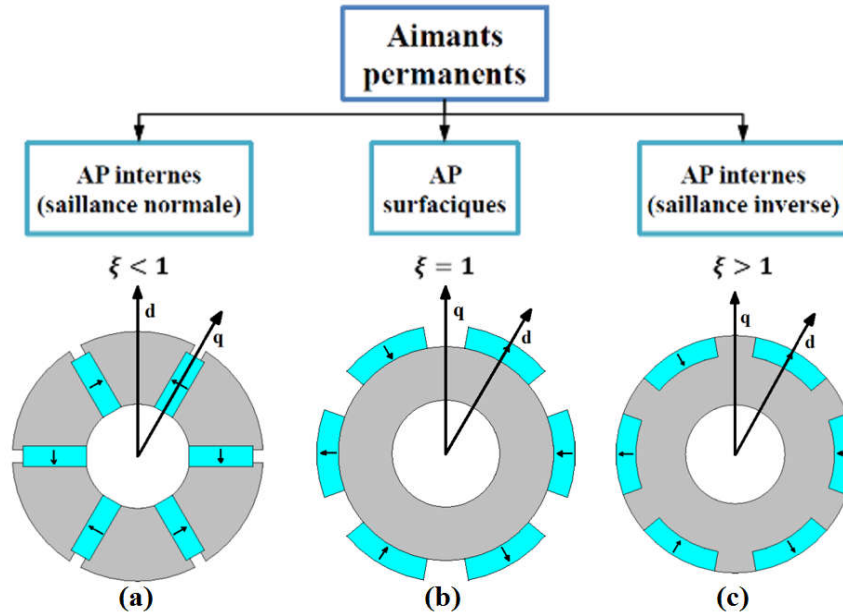 Aimants
permanents
AP internes
(saillance normale)
AP
surfaciques
AP internes
(saillance inverse)
ξ < 1
ξ = 1
ξ > 1
d
q
q
d
q
d
(a)
(b)
(c)